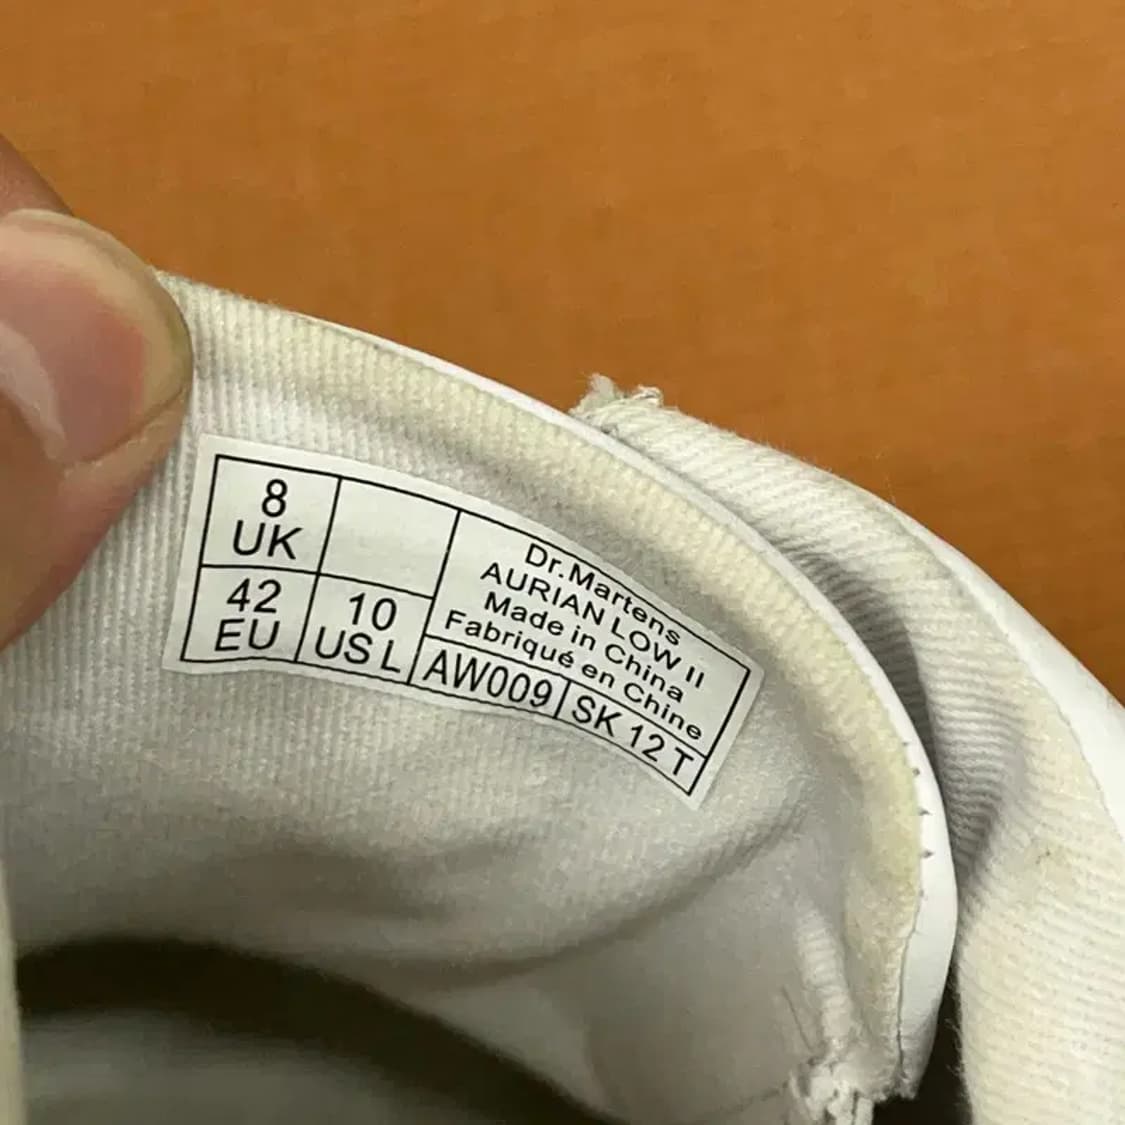 8
UK
42
EU
10
US L
Dr.Martens
AURIAN LOW II
Made in China
Fabriqué en Chine
AW009
SK 12 T